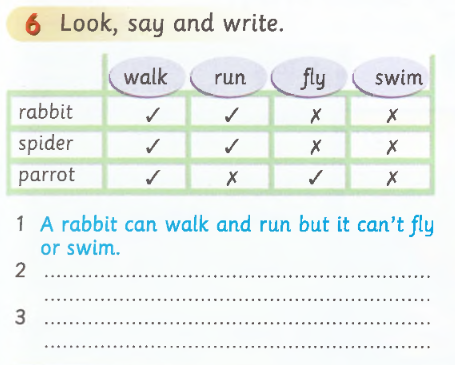 6 Look, say and write.
walk run fly swim
rabbit ✓ ✓ ✗ ✗
spider ✓ ✓ ✗ ✗
parrot ✓ ✗ ✓ ✗
1 A rabbit can walk and run but it can't fly
or swim.
2 ..........................................................
..........................................................
3 ..........................................................
..........................................................